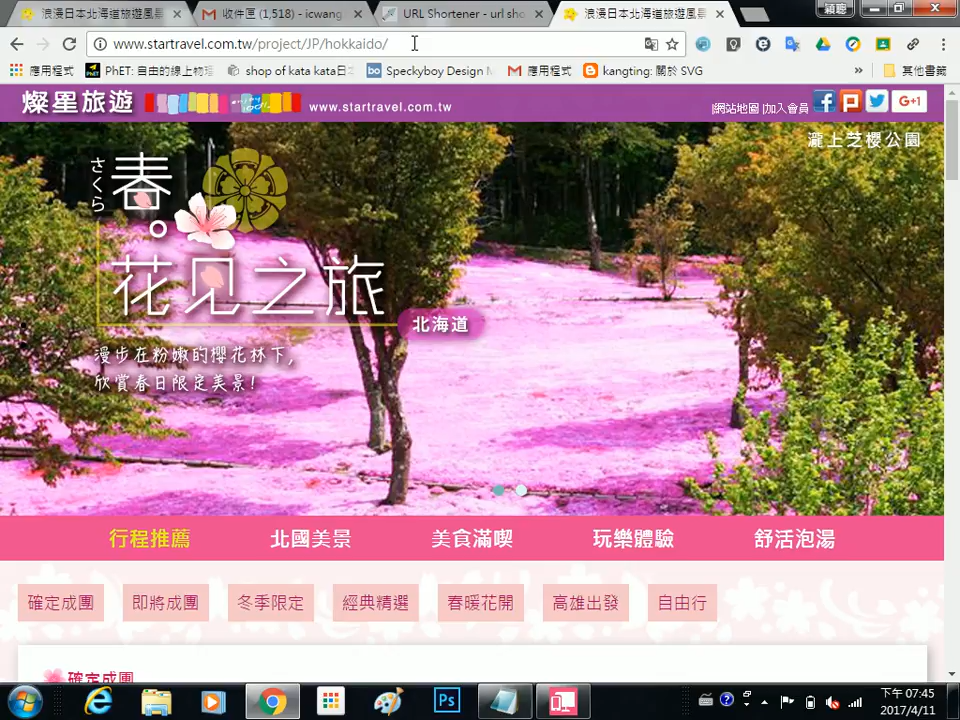 浪漫日本北海道旅遊風景
收件匣 (1,518) - icwang
URL Shortener - url sho
浪漫日本北海道旅遊風景
穎聰
www.startravel.com.tw/project/JP/hokkaido/
應用程式
PhET: 自由的線上物理
shop of kata kata日
Speckyboy Design M
應用程式
kangting: 關於 SVG
»
其他書籤
燦星旅遊
www.startravel.com.tw
|網站地圖 |加入會員
G+1
瀧上芝櫻公園
さくら
春。
花見之旅
北海道
漫步在粉嫩的櫻花林下,
欣賞春日限定美景!
行程推薦
北國美景
美食滿喫
玩樂體驗
舒活泡湯
確定成團
即將成團
冬季限定
經典精選
春暖花開
高雄出發
自由行
確定成團
Ps
下午 07:45
2017/4/11